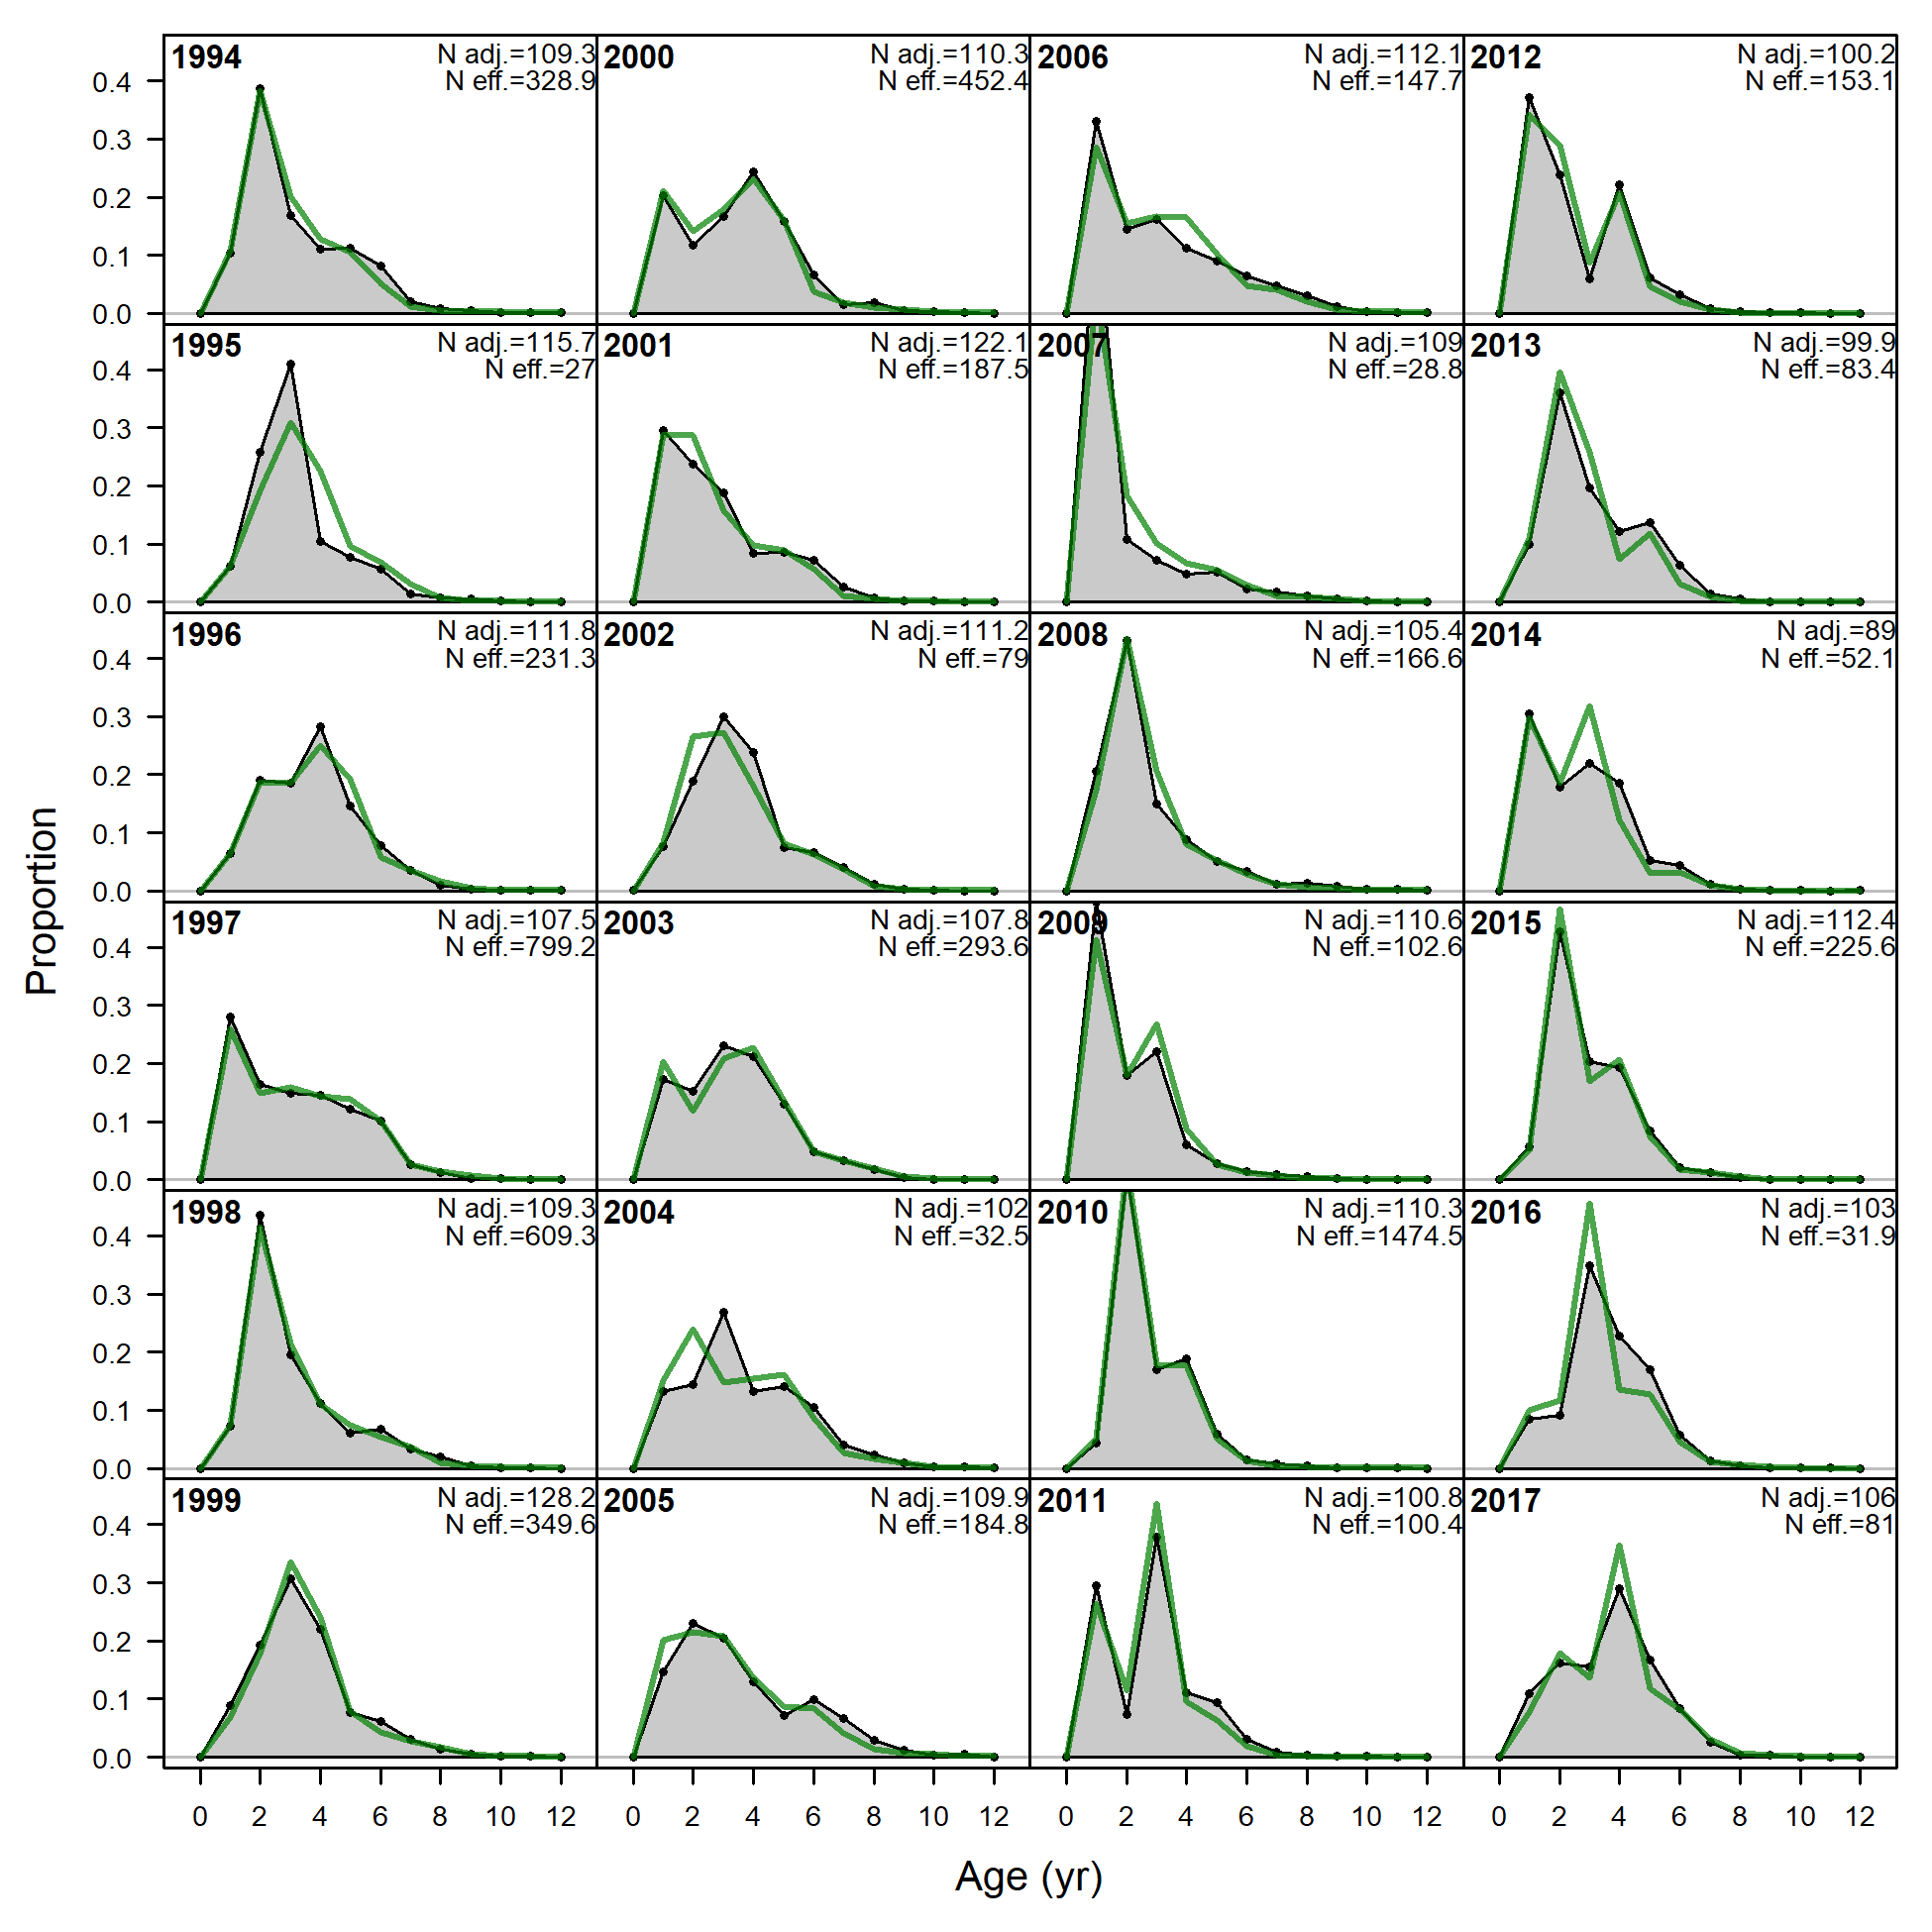 1994
N adj.=109.3
N eff.=328.9
2000
N adj.=110.3
N eff.=452.4
2006
N adj.=112.1
N eff.=147.7
2012
N adj.=100.2
N eff.=153.1
0.4
0.3
0.2
0.1
0.0
1995
N adj.=115.7
N eff.=27
2001
N adj.=122.1
N eff.=187.5
2007
N adj.=109
N eff.=28.8
2013
N adj.=99.9
N eff.=83.4
0.4
0.3
0.2
0.1
0.0
1996
N adj.=111.8
N eff.=231.3
2002
N adj.=111.2
N eff.=79
2008
N adj.=105.4
N eff.=166.6
2014
N adj.=89
N eff.=52.1
0.4
0.3
0.2
0.1
0.0
Proportion
1997
N adj.=107.5
N eff.=799.2
2003
N adj.=107.8
N eff.=293.6
2009
N adj.=110.6
N eff.=102.6
2015
N adj.=112.4
N eff.=225.6
0.4
0.3
0.2
0.1
0.0
1998
N adj.=109.3
N eff.=609.3
2004
N adj.=102
N eff.=32.5
2010
N adj.=110.3
N eff.=1474.5
2016
N adj.=103
N eff.=31.9
0.4
0.3
0.2
0.1
0.0
1999
N adj.=128.2
N eff.=349.6
2005
N adj.=109.9
N eff.=184.8
2011
N adj.=100.8
N eff.=100.4
2017
N adj.=106
N eff.=81
0.4
0.3
0.2
0.1
0.0
0 2 4 6 8 10 12
0 2 4 6 8 10 12
0 2 4 6 8 10 12
0 2 4 6 8 10 12
Age (yr)